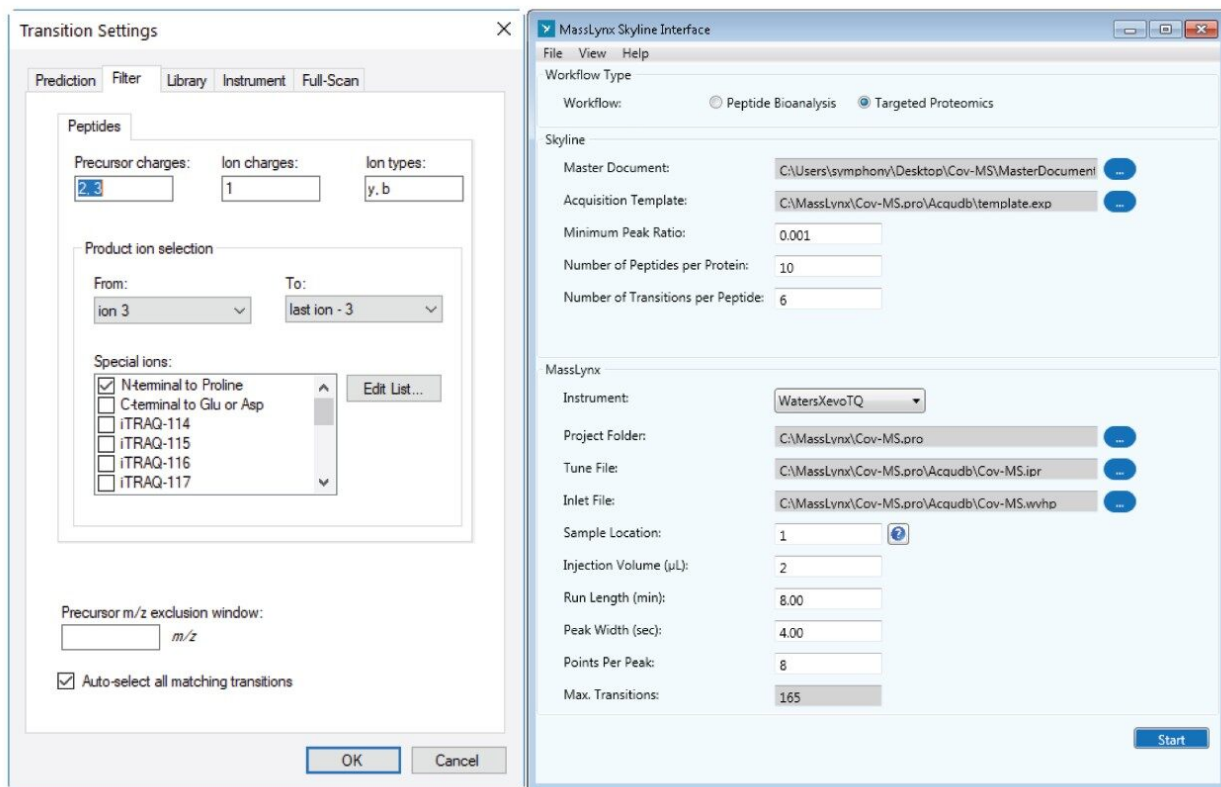 Transition Settings
Prediction Filter Library Instrument Full-Scan
Peptides
Precursor charges: Ion charges: Ion types:
2, 3 1 y, b
Product ion selection
From: To:
ion 3 last ion - 3
Special ions:
N-terminal to Proline
C-terminal to Glu or Asp
iTRAQ-114
iTRAQ-115
iTRAQ-116
iTRAQ-117
Edit List...
Precursor m/z exclusion window:
m/z
Auto-select all matching transitions
OK Cancel
MassLynx Skyline Interface
File View Help
Workflow Type
Workflow: Peptide Bioanalysis Targeted Proteomics
Skyline
Master Document: C:\Users\symphony\Desktop\Cov-MS\MasterDocument
Acquisition Template: C:\MassLynx\Cov-MS.pro\Acqudb\template.exp
Minimum Peak Ratio: 0.001
Number of Peptides per Protein: 10
Number of Transitions per Peptide: 6
MassLynx
Instrument: WatersXevoTQ
Project Folder: C:\MassLynx\Cov-MS.pro
Tune File: C:\MassLynx\Cov-MS.pro\Acqudb\Cov-MS.ipr
Inlet File: C:\MassLynx\Cov-MS.pro\Acqudb\Cov-MS.wvhp
Sample Location: 1
Injection Volume (µL): 2
Run Length (min): 8.00
Peak Width (sec): 4.00
Points Per Peak: 8
Max. Transitions: 165
Start